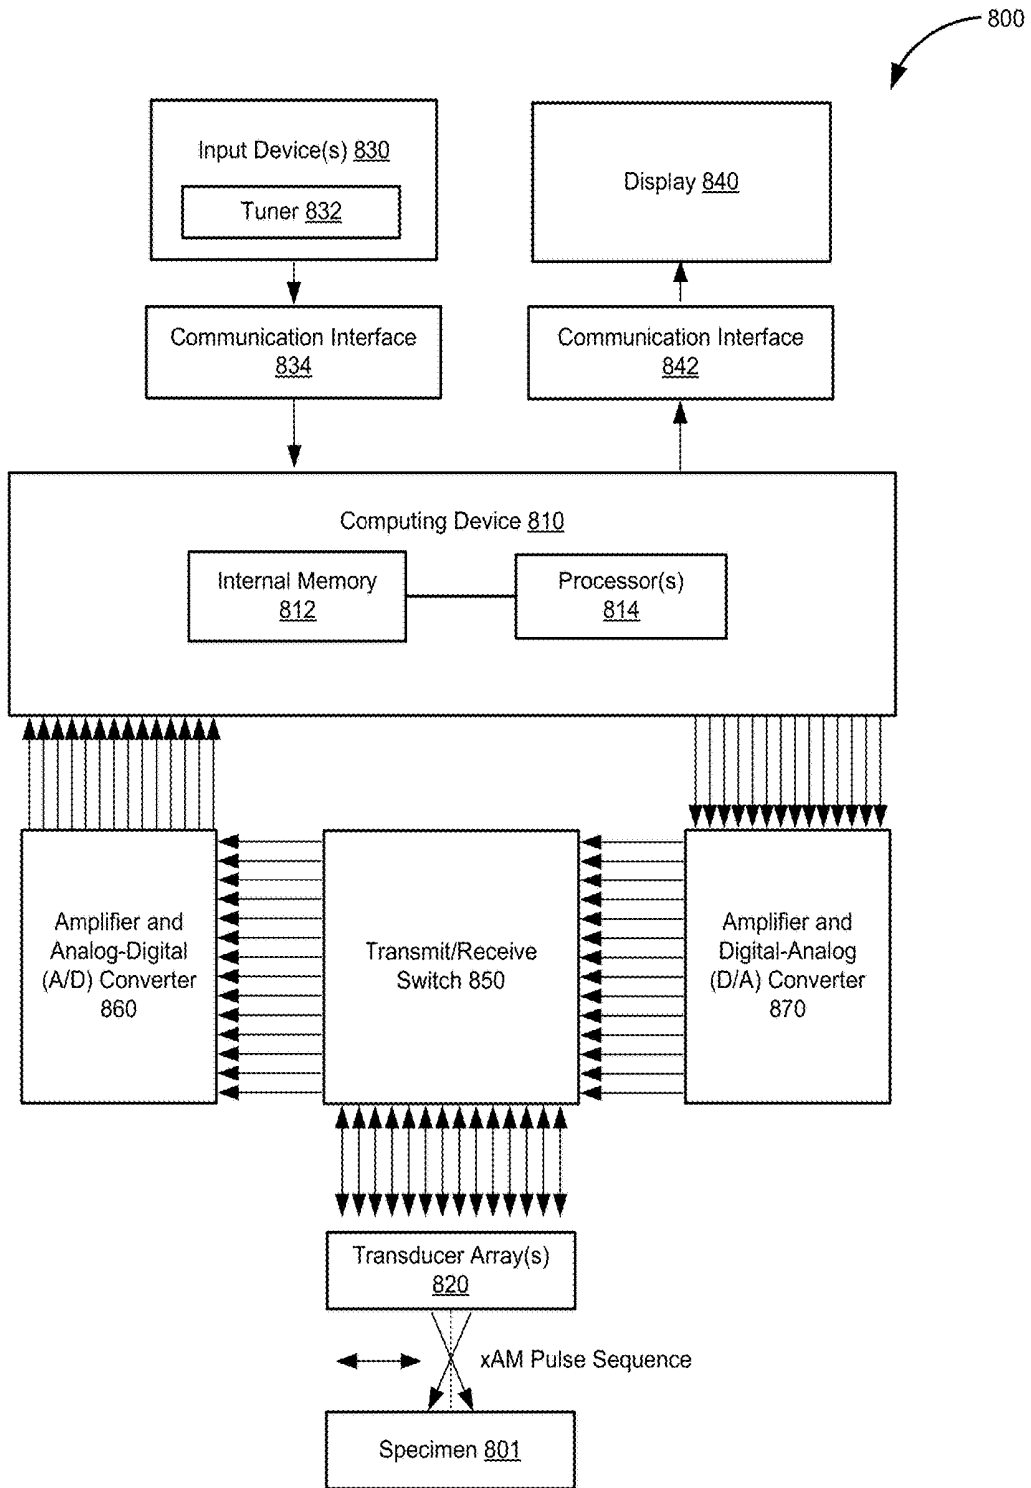 800
Input Device(s) 830
Tuner 832
Display 840
Communication Interface
834
Communication Interface
842
Computing Device 810
Internal Memory
812
Processor(s)
814
Amplifier and
Analog-Digital
(A/D) Converter
860
Transmit/Receive
Switch 850
Amplifier and
Digital-Analog
(D/A) Converter
870
Transducer Array(s)
820
xAM Pulse Sequence
Specimen 801